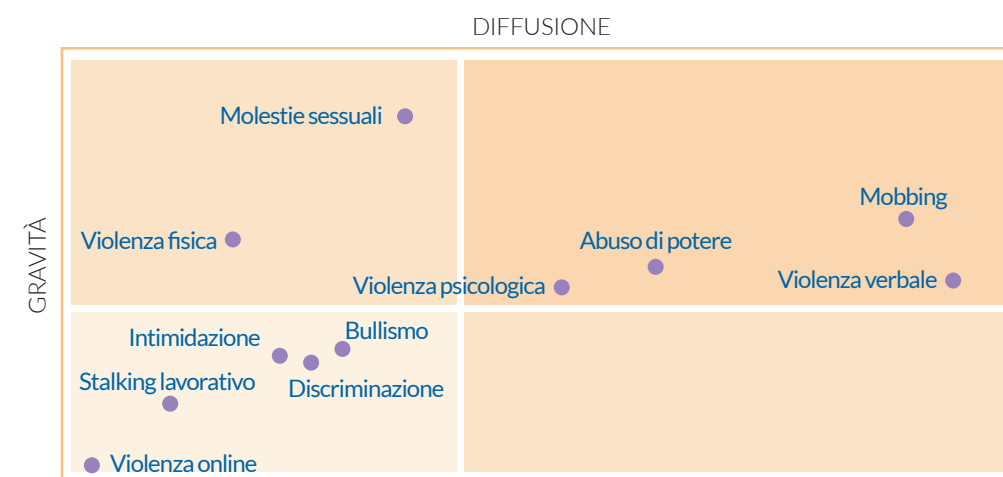 DIFFUSIONE
GRAVITÀ
Molestie sessuali
Mobbing
Violenza fisica
Abuso di potere
Violenza psicologica
Violenza verbale
Intimidazione
Bullismo
Stalking lavorativo
Discriminazione
Violenza online